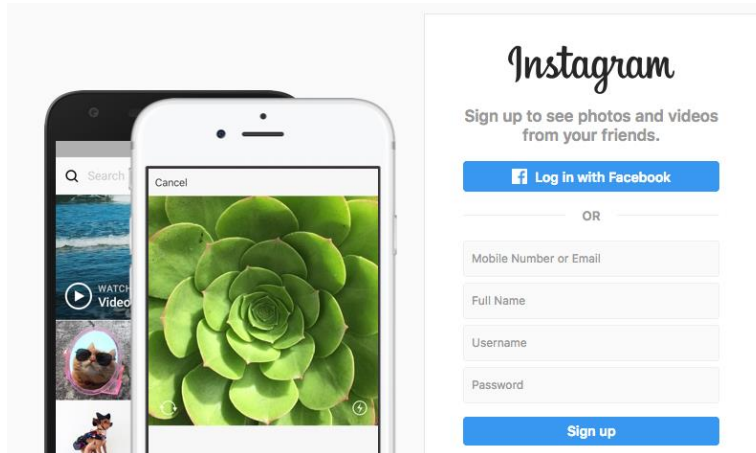 Instagram
Sign up to see photos and videos
from your friends.
Log in with Facebook
OR
Mobile Number or Email
Full Name
Username
Password
Sign up
Search
WATCH
Video
Cancel